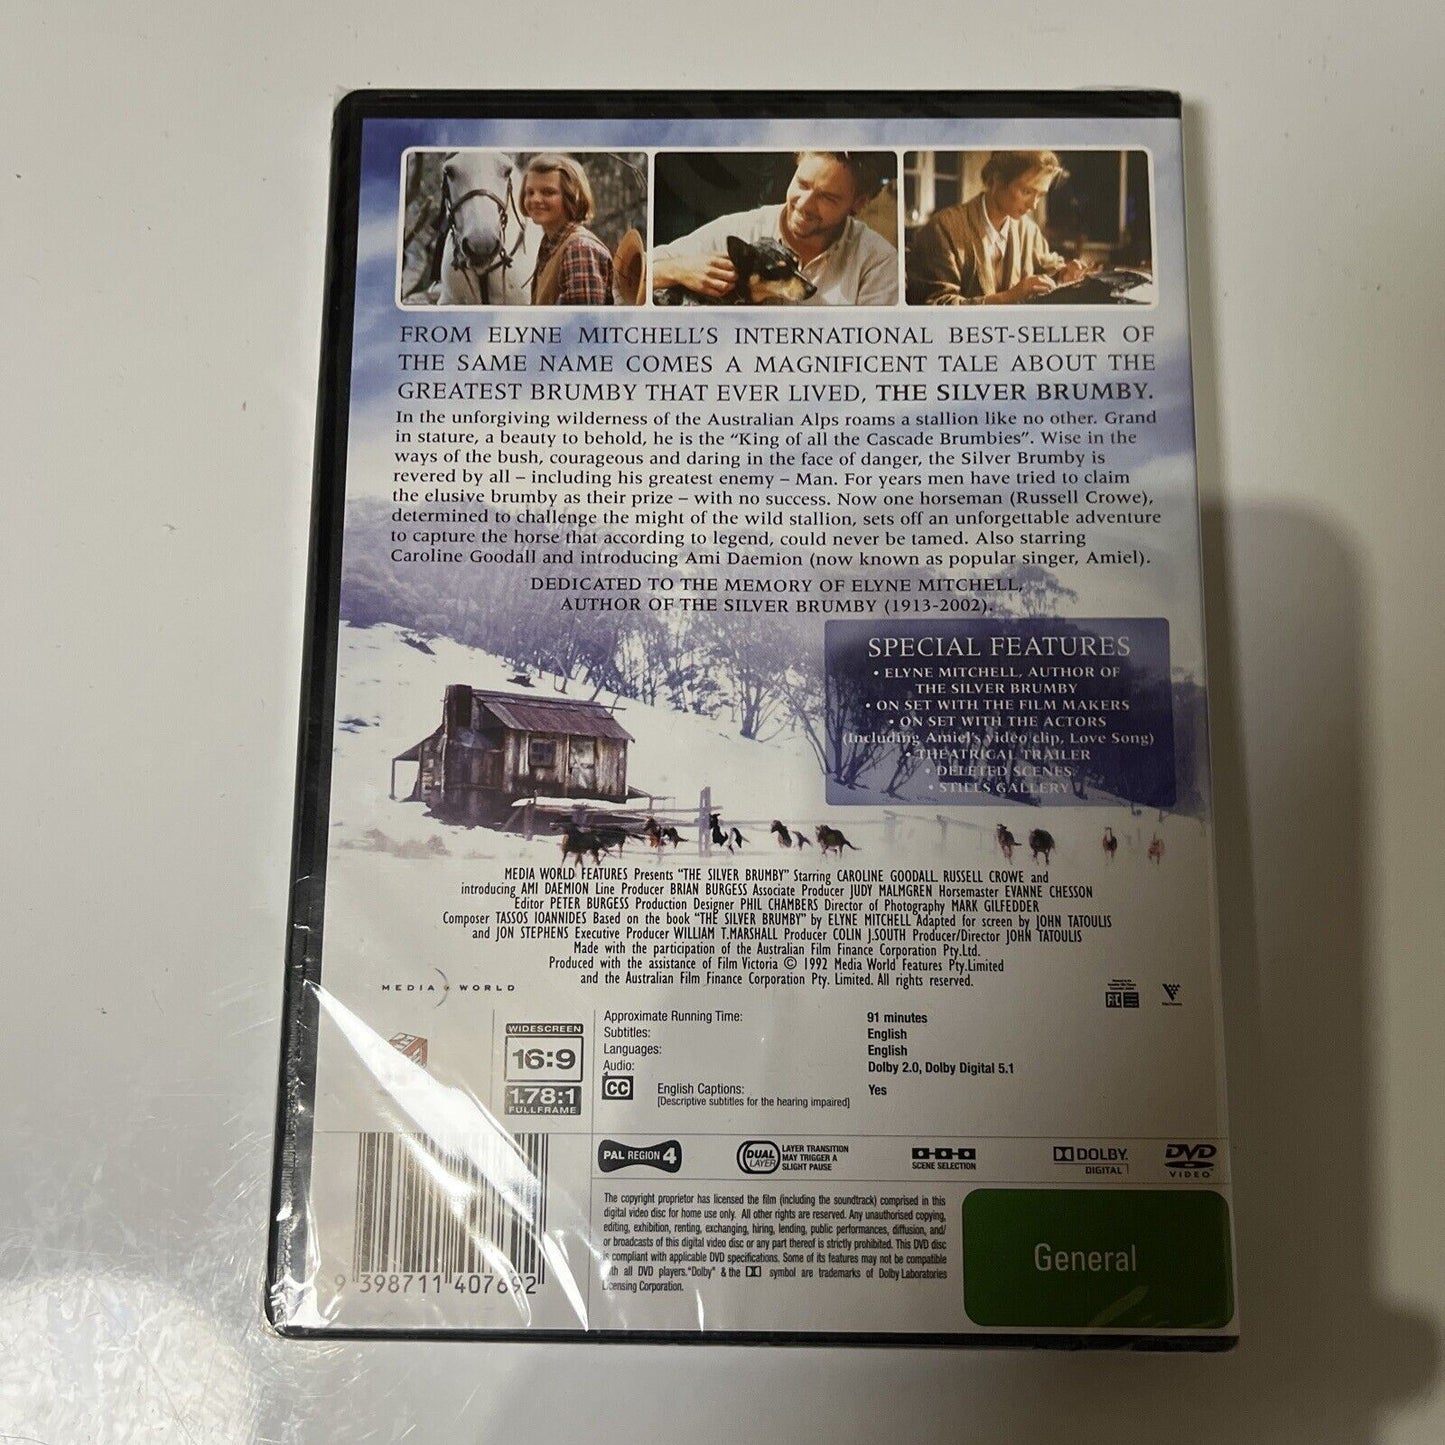 FROM ELYNE MITCHELL'S INTERNATIONAL BEST-SELLER OF
THE SAME NAME COMES A MAGNIFICENT TALE ABOUT THE
GREATEST BRUMBY THAT EVER LIVED, THE SILVER BRUMBY.
In the unforgiving wilderness of the Australian Alps roams a stallion like no other. Grand
in stature, a beauty to behold, he is the “King of all the Cascade Brumbies”. Wise in the
ways of the bush, courageous and daring in the face of danger, the Silver Brumby is
revered by all – including his greatest enemy – Man. For years men have tried to claim
the elusive brumby as their prize – with no success. Now one horseman (Russell Crowe),
determined to challenge the might of the wild stallion, sets off an unforgettable adventure
to capture the horse that according to legend, could never be tamed. Also starring
Caroline Goodall and introducing Ami Daemion (now known as popular singer, Amiel).
DEDICATED TO THE MEMORY OF ELYNE MITCHELL,
AUTHOR OF THE SILVER BRUMBY (1913-2002).
SPECIAL FEATURES
• ELYNE MITCHELL, AUTHOR OF
THE SILVER BRUMBY
• ON SET WITH THE FILM MAKERS
• ON SET WITH THE ACTORS
(Including Amiel's video clip, Love Song)
• THEATRICAL TRAILER
• DELETED SCENES
• STILLS GALLERY
MEDIA WORLD FEATURES Presents “THE SILVER BRUMBY” Starring CAROLINE GOODALL RUSSELL CROWE and
introducing AMI DAEMION Line Producer BRIAN BURGESS Associate Producer JUDY MALMGREN Horsemaster EVANNE CHESSON
Editor PETER BURGESS Production Designer PHIL CHAMBERS Director of Photography MARK GILFEDDER
Composer TASSOS IOANNIDES Based on the book “THE SILVER BRUMBY” by ELYNE MITCHELL Adapted for screen by JOHN TATOULIS
and JON STEPHENS Executive Producer WILLIAM T.MARSHALL Producer COLIN J.SOUTH Producer/Director JOHN TATOULIS
Made with the participation of the Australian Film Finance Corporation Pty.Ltd.
Produced with the assistance of Film Victoria © 1992 Media World Features Pty.Limited
and the Australian Film Finance Corporation Pty. Limited. All rights reserved.
MEDIA WORLD
WIDESCREEN
16:9
1.78:1
FULLFRAME
Approximate Running Time: 91 minutes
Subtitles: English
Languages: English
Audio: Dolby 2.0, Dolby Digital 5.1
CC English Captions: Yes
[Descriptive subtitles for the hearing impaired]
PAL REGION 4
DUAL LAYER
LAYER TRANSITION
MAY TRIGGER A
SLIGHT PAUSE
SCENE SELECTION
DOLBY
DIGITAL
DVD
VIDEO
The copyright proprietor has licensed the film (including the soundtrack) comprised in this
digital video disc for home use only. All other rights are reserved. Any unauthorised copying,
editing, exhibition, renting, exchanging, hiring, lending, public performances, diffusion, and/
or broadcasts of this digital video disc or any part thereof is strictly prohibited. This DVD disc
is compliant with applicable DVD specifications. Some of its features may not be compatible
with all DVD players. “Dolby” & the symbol are trademarks of Dolby Laboratories
Licensing Corporation.
General
9 398711 407692